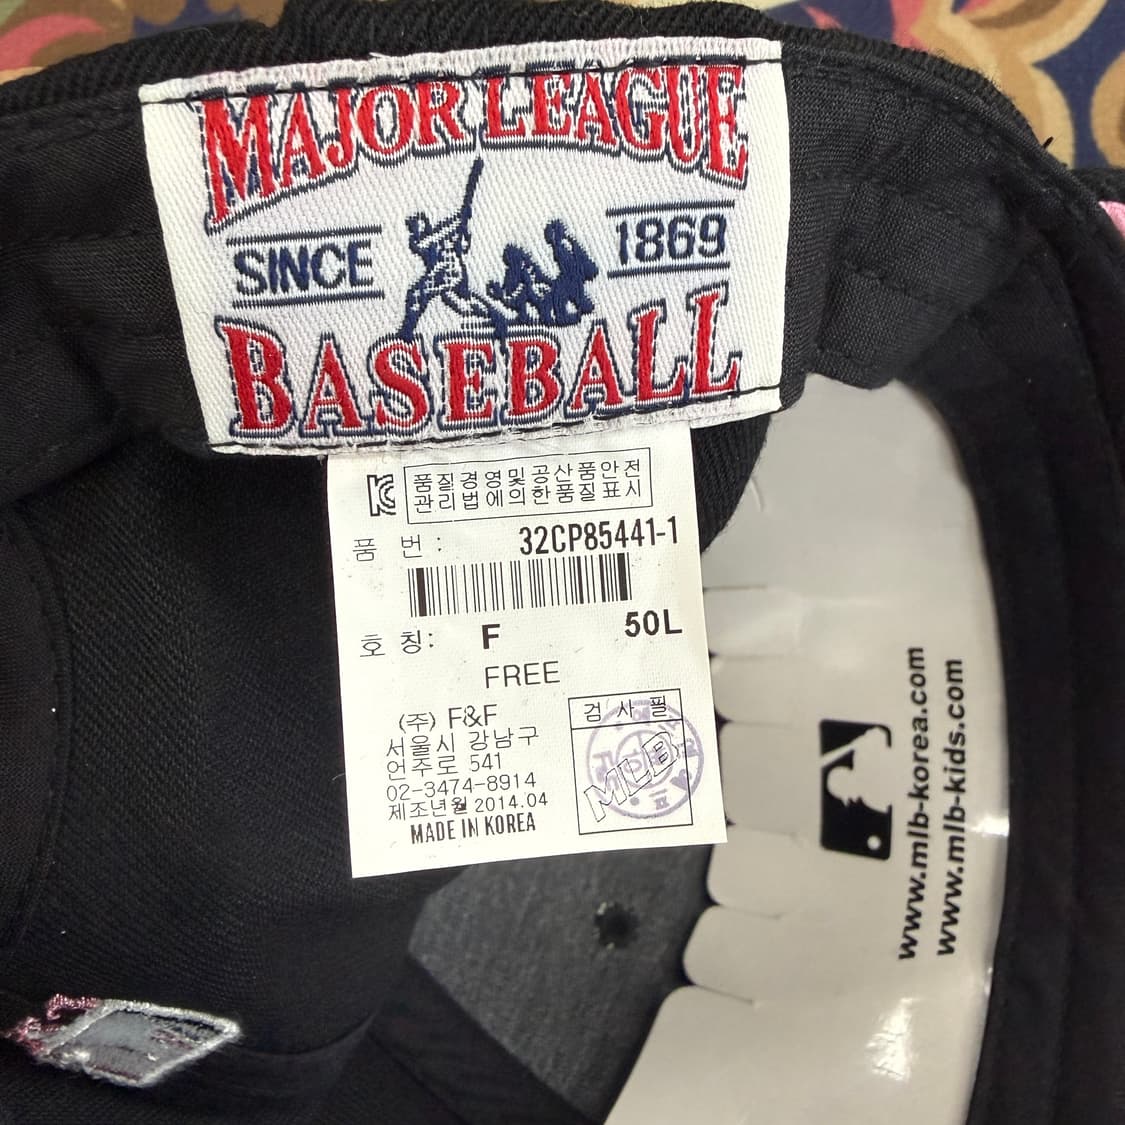 MAJOR LEAGUE
SINCE 1869
BASEBALL
품질경영및공산품안전
관리법에의한품질표시
품 번 : 32CP85441-1
호 칭: F 50L
FREE
(주) F&F
서울시 강남구
언주로 541
02-3474-8914
제조년월 2014.04
MADE IN KOREA
검 사 필
MLB
www.mlb-korea.com
www.mlb-kids.com